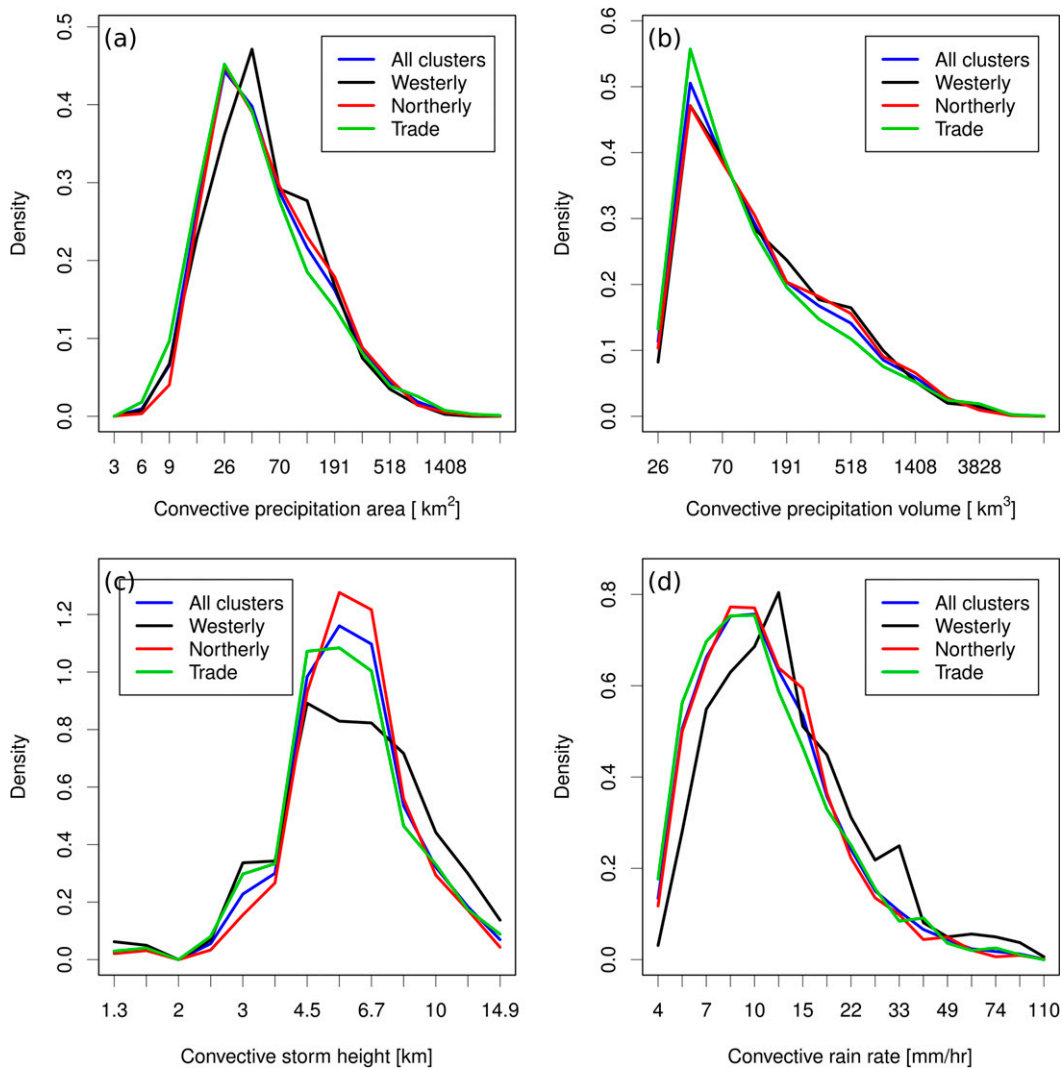 (a)
All clusters
Westerly
Northerly
Trade
Density
0.0 0.1 0.2 0.3 0.4 0.5
3 6 9 26 70 191 518 1408
Convective precipitation area [ km²]
(b)
All clusters
Westerly
Northerly
Trade
Density
0.0 0.1 0.2 0.3 0.4 0.5 0.6
26 70 191 518 1408 3828
Convective precipitation volume [ km³]
(c)
All clusters
Westerly
Northerly
Trade
Density
0.0 0.2 0.4 0.6 0.8 1.0 1.2
1.3 2 3 4.5 6.7 10 14.9
Convective storm height [km]
(d)
All clusters
Westerly
Northerly
Trade
Density
0.0 0.2 0.4 0.6 0.8
4 7 10 15 22 33 49 74 110
Convective rain rate [mm/hr]